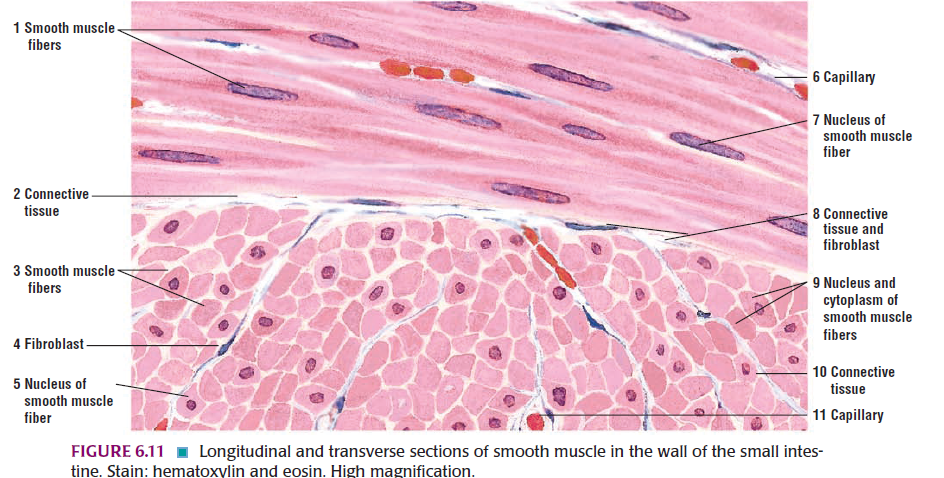 1 Smooth muscle
fibers
2 Connective
tissue
3 Smooth muscle
fibers
4 Fibroblast
5 Nucleus of
smooth muscle
fiber
6 Capillary
7 Nucleus of
smooth muscle
fiber
8 Connective
tissue and
fibroblast
9 Nucleus and
cytoplasm of
smooth muscle
fibers
10 Connective
tissue
11 Capillary
FIGURE 6.11 ■ Longitudinal and transverse sections of smooth muscle in the wall of the small intes-
tine. Stain: hematoxylin and eosin. High magnification.